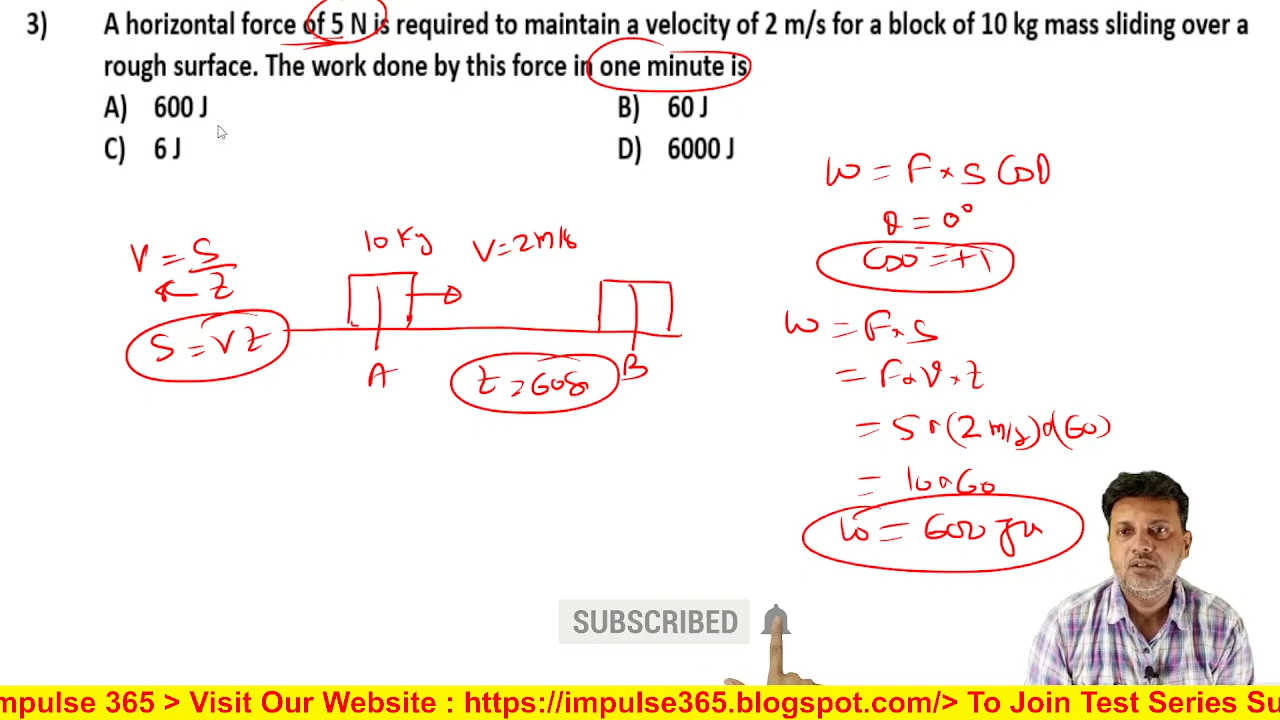 3) A horizontal force of 5 N is required to maintain a velocity of 2 m/s for a block of 10 kg mass sliding over a
rough surface. The work done by this force in one minute is
A) 600 J B) 60 J
C) 6 J D) 6000 J
W = F × S Cosθ
θ = 0°
Cos0 = +1
V = S/t
10 Kg V = 2 m/s
S = Vt
A
t = 60s
B
W = F × S
= F × V × t
= 5 × (2 m/s) × (60)
= 10 × 60
W = 600
SUBSCRIBED
mpulse 365 > Visit Our Website : https://impulse365.blogspot.com/> To Join Test Series Su